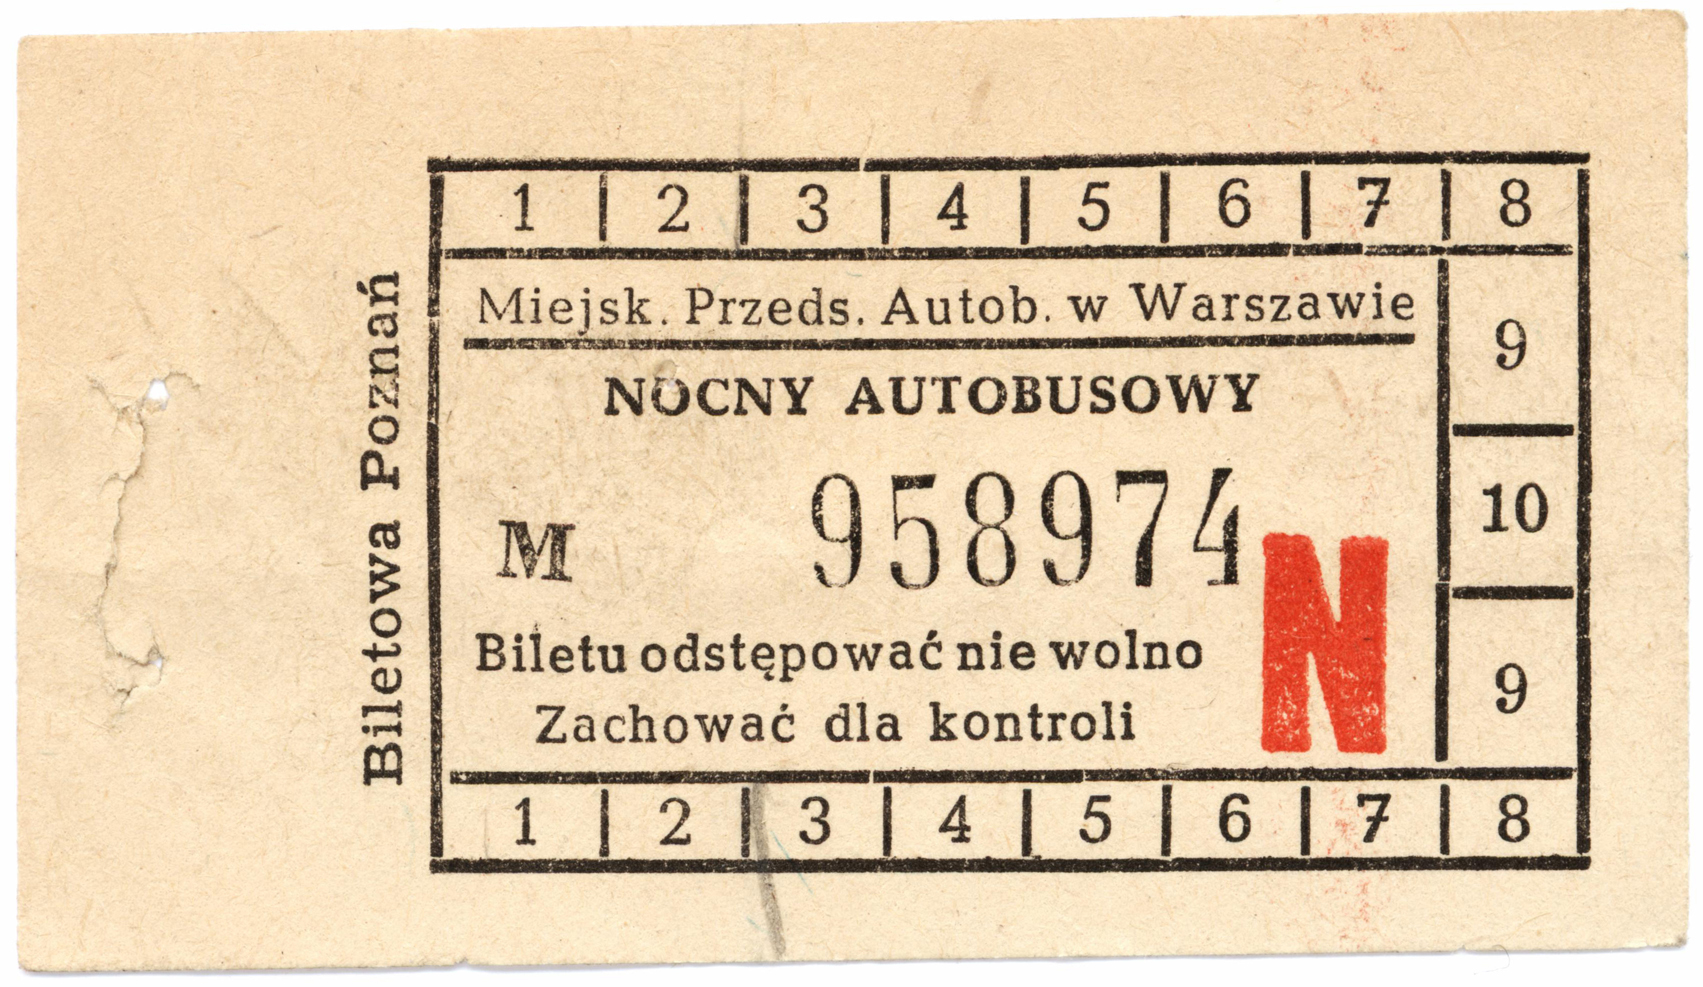 Biletowa Poznań
1 2 3 4 5 6 7 8
Miejsk. Przeds. Autob. w Warszawie
9
NOCNY AUTOBUSOWY
M 958974
10
N
Biletu odstępować nie wolno
9
Zachować dla kontroli
1 2 3 4 5 6 7 8